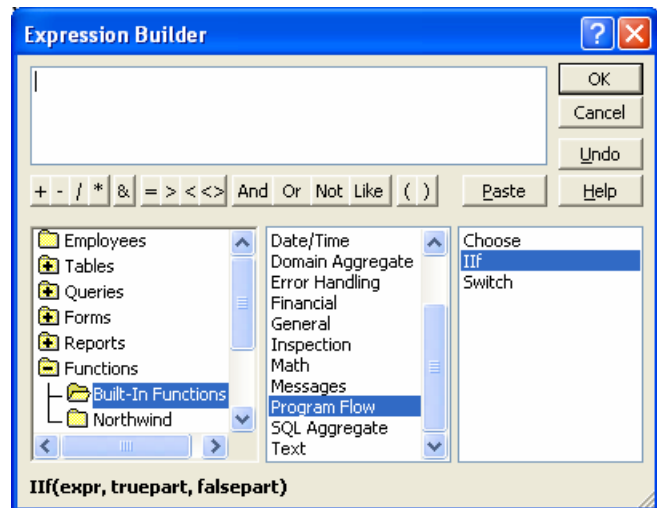 Expression Builder
OK
Cancel
Undo
+ - / * & = > < <> And Or Not Like ( ) Paste Help
Employees
Tables
Queries
Forms
Reports
Functions
Built-In Functions
Northwind
Date/Time
Domain Aggregate
Error Handling
Financial
General
Inspection
Math
Messages
Program Flow
SQL Aggregate
Text
Choose
IIf
Switch
IIf(expr, truepart, falsepart)